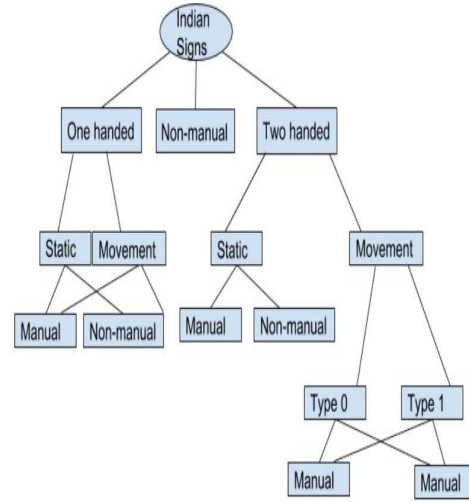 Indian
Signs
One handed
Non-manual
Two handed
Static
Movement
Static
Movement
Manual
Non-manual
Manual
Non-manual
Type 0
Type 1
Manual
Manual